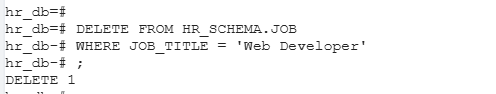 hr_db=#
hr_db=# DELETE FROM HR_SCHEMA.JOB
hr_db-# WHERE JOB_TITLE = 'Web Developer'
hr_db-# ;
DELETE 1